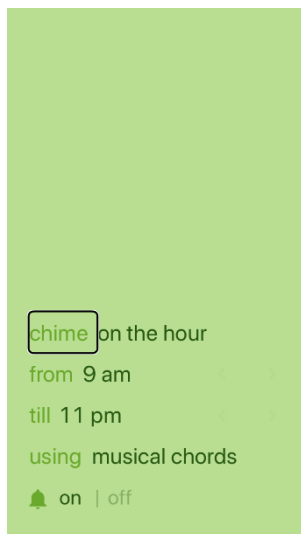 chime on the hour
from 9 am
till 11 pm
using musical chords
on | off